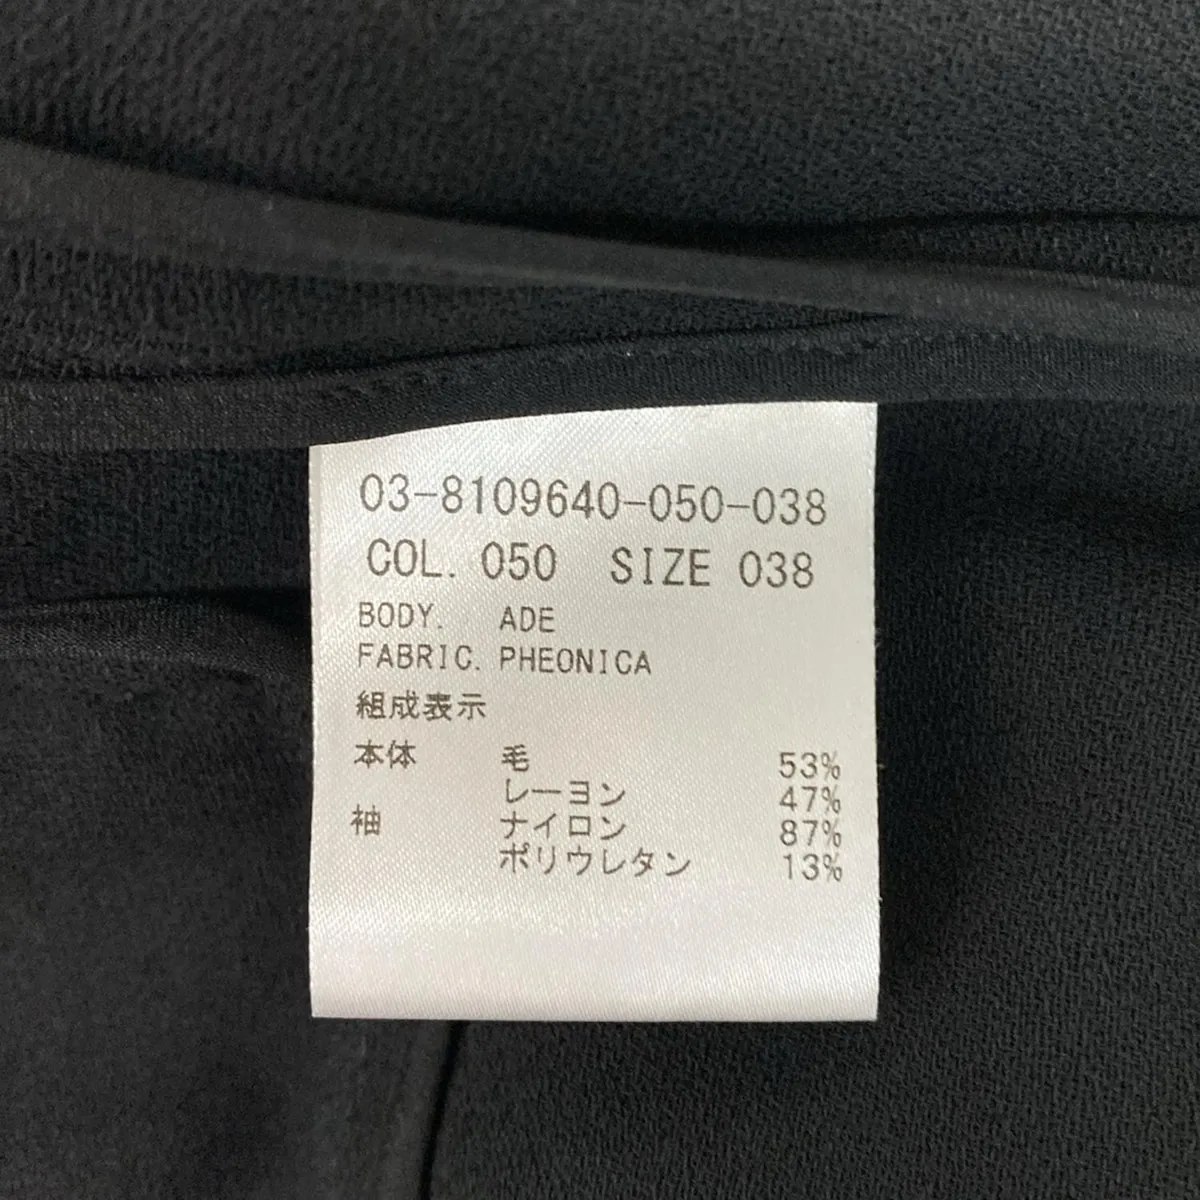 03-8109640-050-038
COL. 050 SIZE 038
BODY. ADE
FABRIC. PHEONICA
組成表示
本体 毛 53%
レーヨン 47%
袖 ナイロン 87%
ポリウレタン 13%